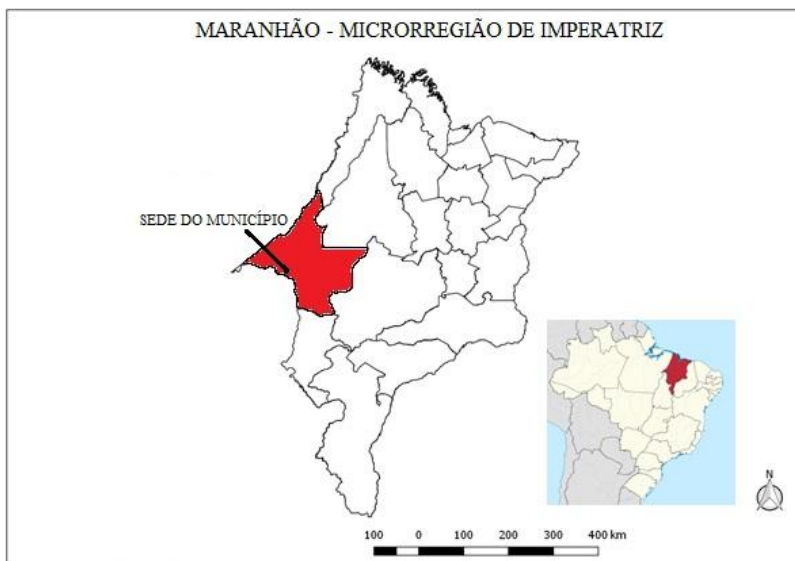 MARANHÃO - MICRORREGIÃO DE IMPERATRIZ
SEDE DO MUNICÍPIO
N
100 0 100 200 300 400 km